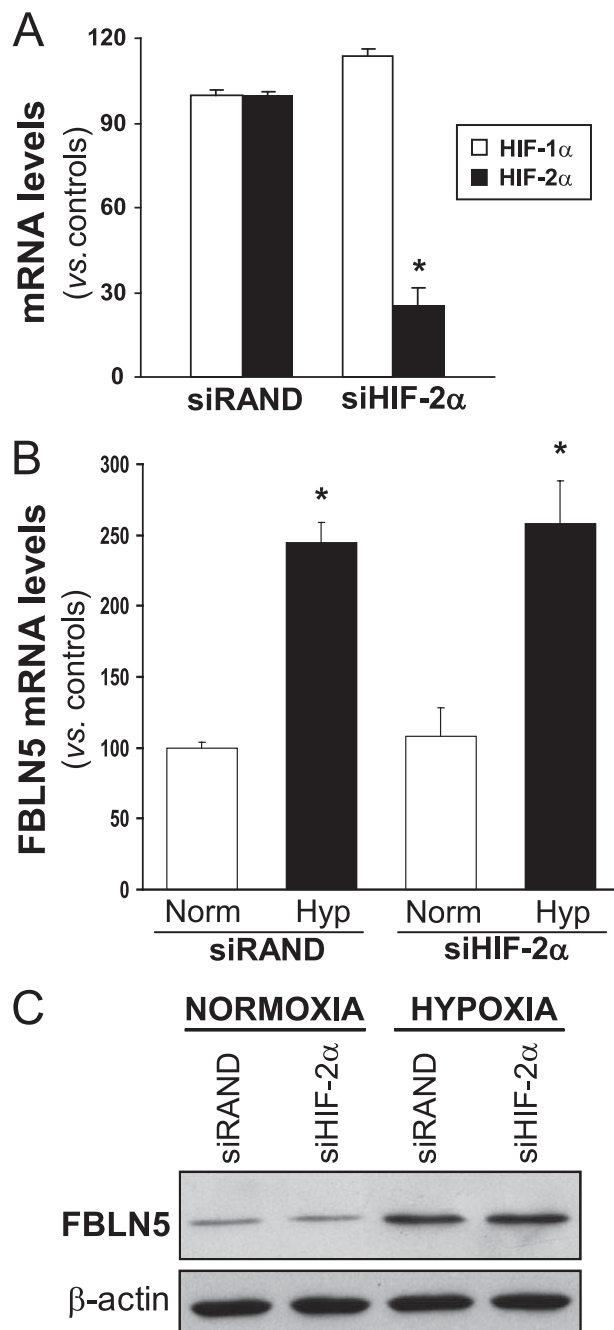 A
mRNA levels
(vs. controls)
120
90
60
30
0
HIF-1α
HIF-2α
*
siRAND
siHIF-2α
B
FBLN5 mRNA levels
(vs. controls)
300
250
200
150
100
50
0
*
*
Norm
Hyp
Norm
Hyp
siRAND
siHIF-2α
C
NORMOXIA
HYPOXIA
siRAND
siHIF-2α
siRAND
siHIF-2α
FBLN5
β-actin